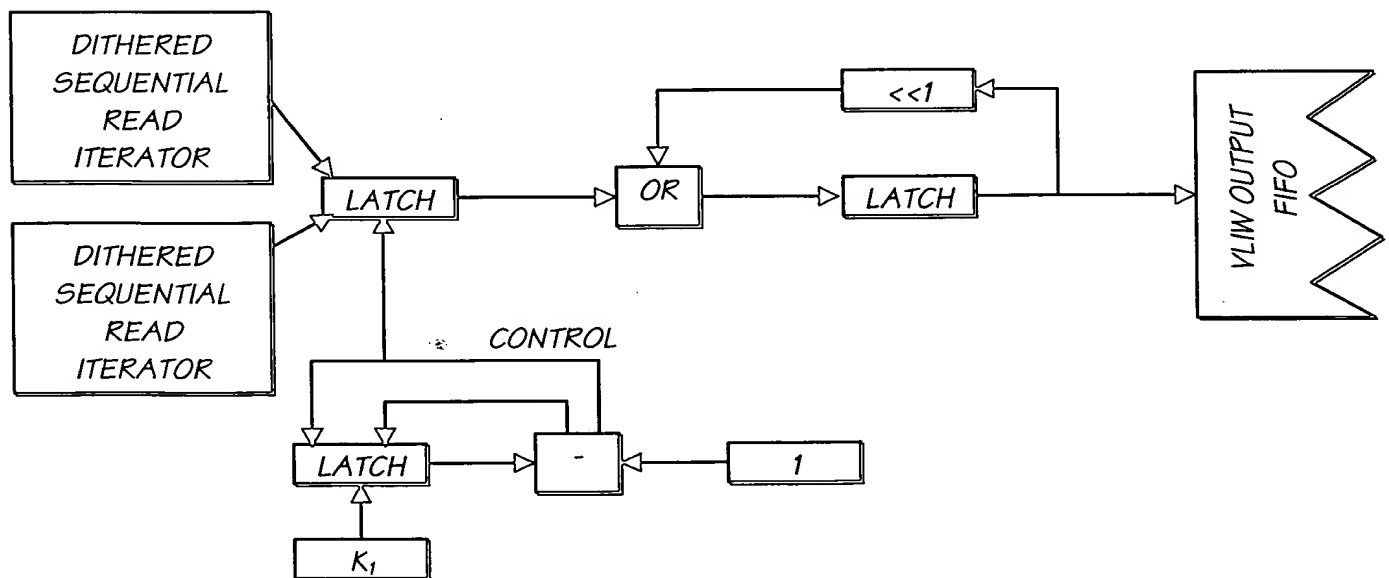 DITHERED
SEQUENTIAL
READ
ITERATOR
<<1
VLIW OUTPUT
FIFO
OR
LATCH
LATCH
DITHERED
SEQUENTIAL
READ
ITERATOR
CONTROL
LATCH
-
1
K₁